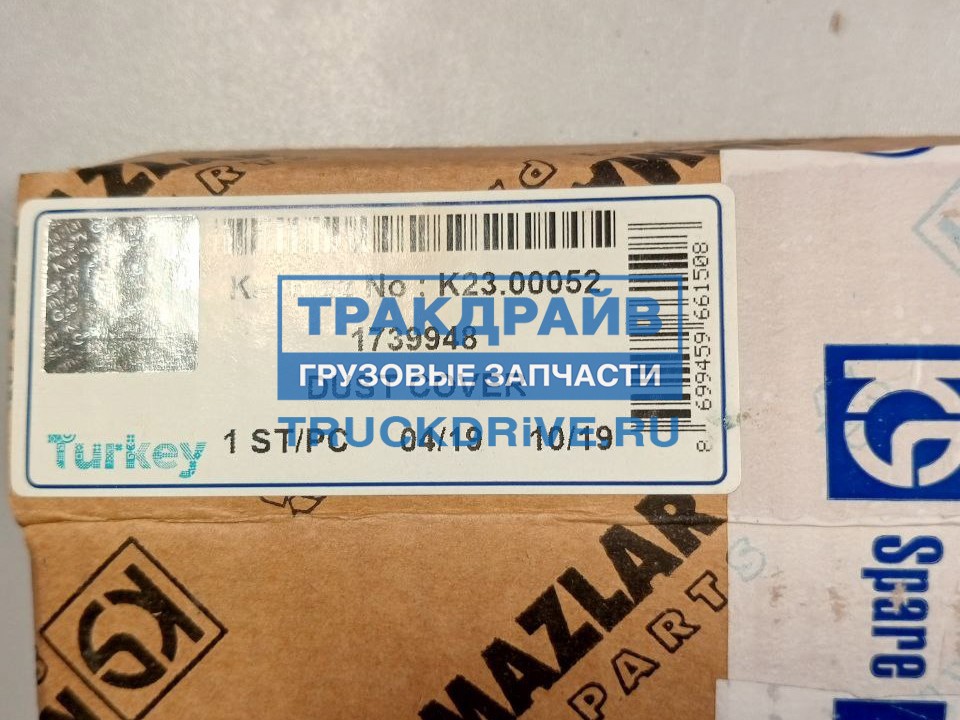 No : K23.00052
1739948
DUST COVER
1 ST/PC 04/19 10/19
Turkey
8 699459 661508
ТРАКДРАЙВ
ГРУЗОВЫЕ ЗАПЧАСТИ
TRUCKDRiVE.RU
MAZLAR
PARTS
Spare